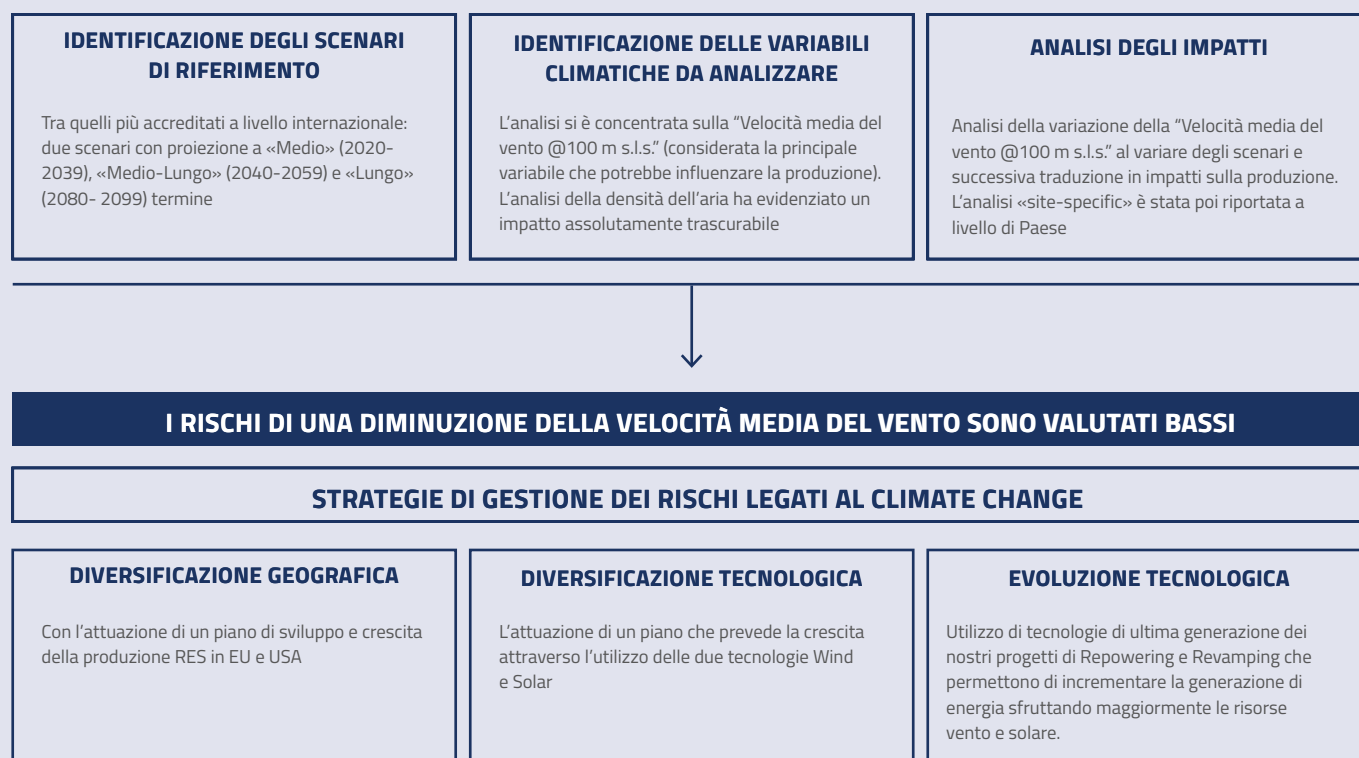 IDENTIFICAZIONE DEGLI SCENARI
DI RIFERIMENTO
Tra quelli più accreditati a livello internazionale:
due scenari con proiezione a «Medio» (2020-
2039), «Medio-Lungo» (2040-2059) e «Lungo»
(2080- 2099) termine
IDENTIFICAZIONE DELLE VARIABILI
CLIMATICHE DA ANALIZZARE
L’analisi si è concentrata sulla “Velocità media del
vento @100 m s.l.s.” (considerata la principale
variabile che potrebbe influenzare la produzione).
L’analisi della densità dell’aria ha evidenziato un
impatto assolutamente trascurabile
ANALISI DEGLI IMPATTI
Analisi della variazione della “Velocità media del
vento @100 m s.l.s.” al variare degli scenari e
successiva traduzione in impatti sulla produzione.
L’analisi «site-specific» è stata poi riportata a
livello di Paese
I RISCHI DI UNA DIMINUZIONE DELLA VELOCITÀ MEDIA DEL VENTO SONO VALUTATI BASSI
STRATEGIE DI GESTIONE DEI RISCHI LEGATI AL CLIMATE CHANGE
DIVERSIFICAZIONE GEOGRAFICA
Con l’attuazione di un piano di sviluppo e crescita
della produzione RES in EU e USA
DIVERSIFICAZIONE TECNOLOGICA
L’attuazione di un piano che prevede la crescita
attraverso l’utilizzo delle due tecnologie Wind
e Solar
EVOLUZIONE TECNOLOGICA
Utilizzo di tecnologie di ultima generazione dei
nostri progetti di Repowering e Revamping che
permettono di incrementare la generazione di
energia sfruttando maggiormente le risorse
vento e solare.